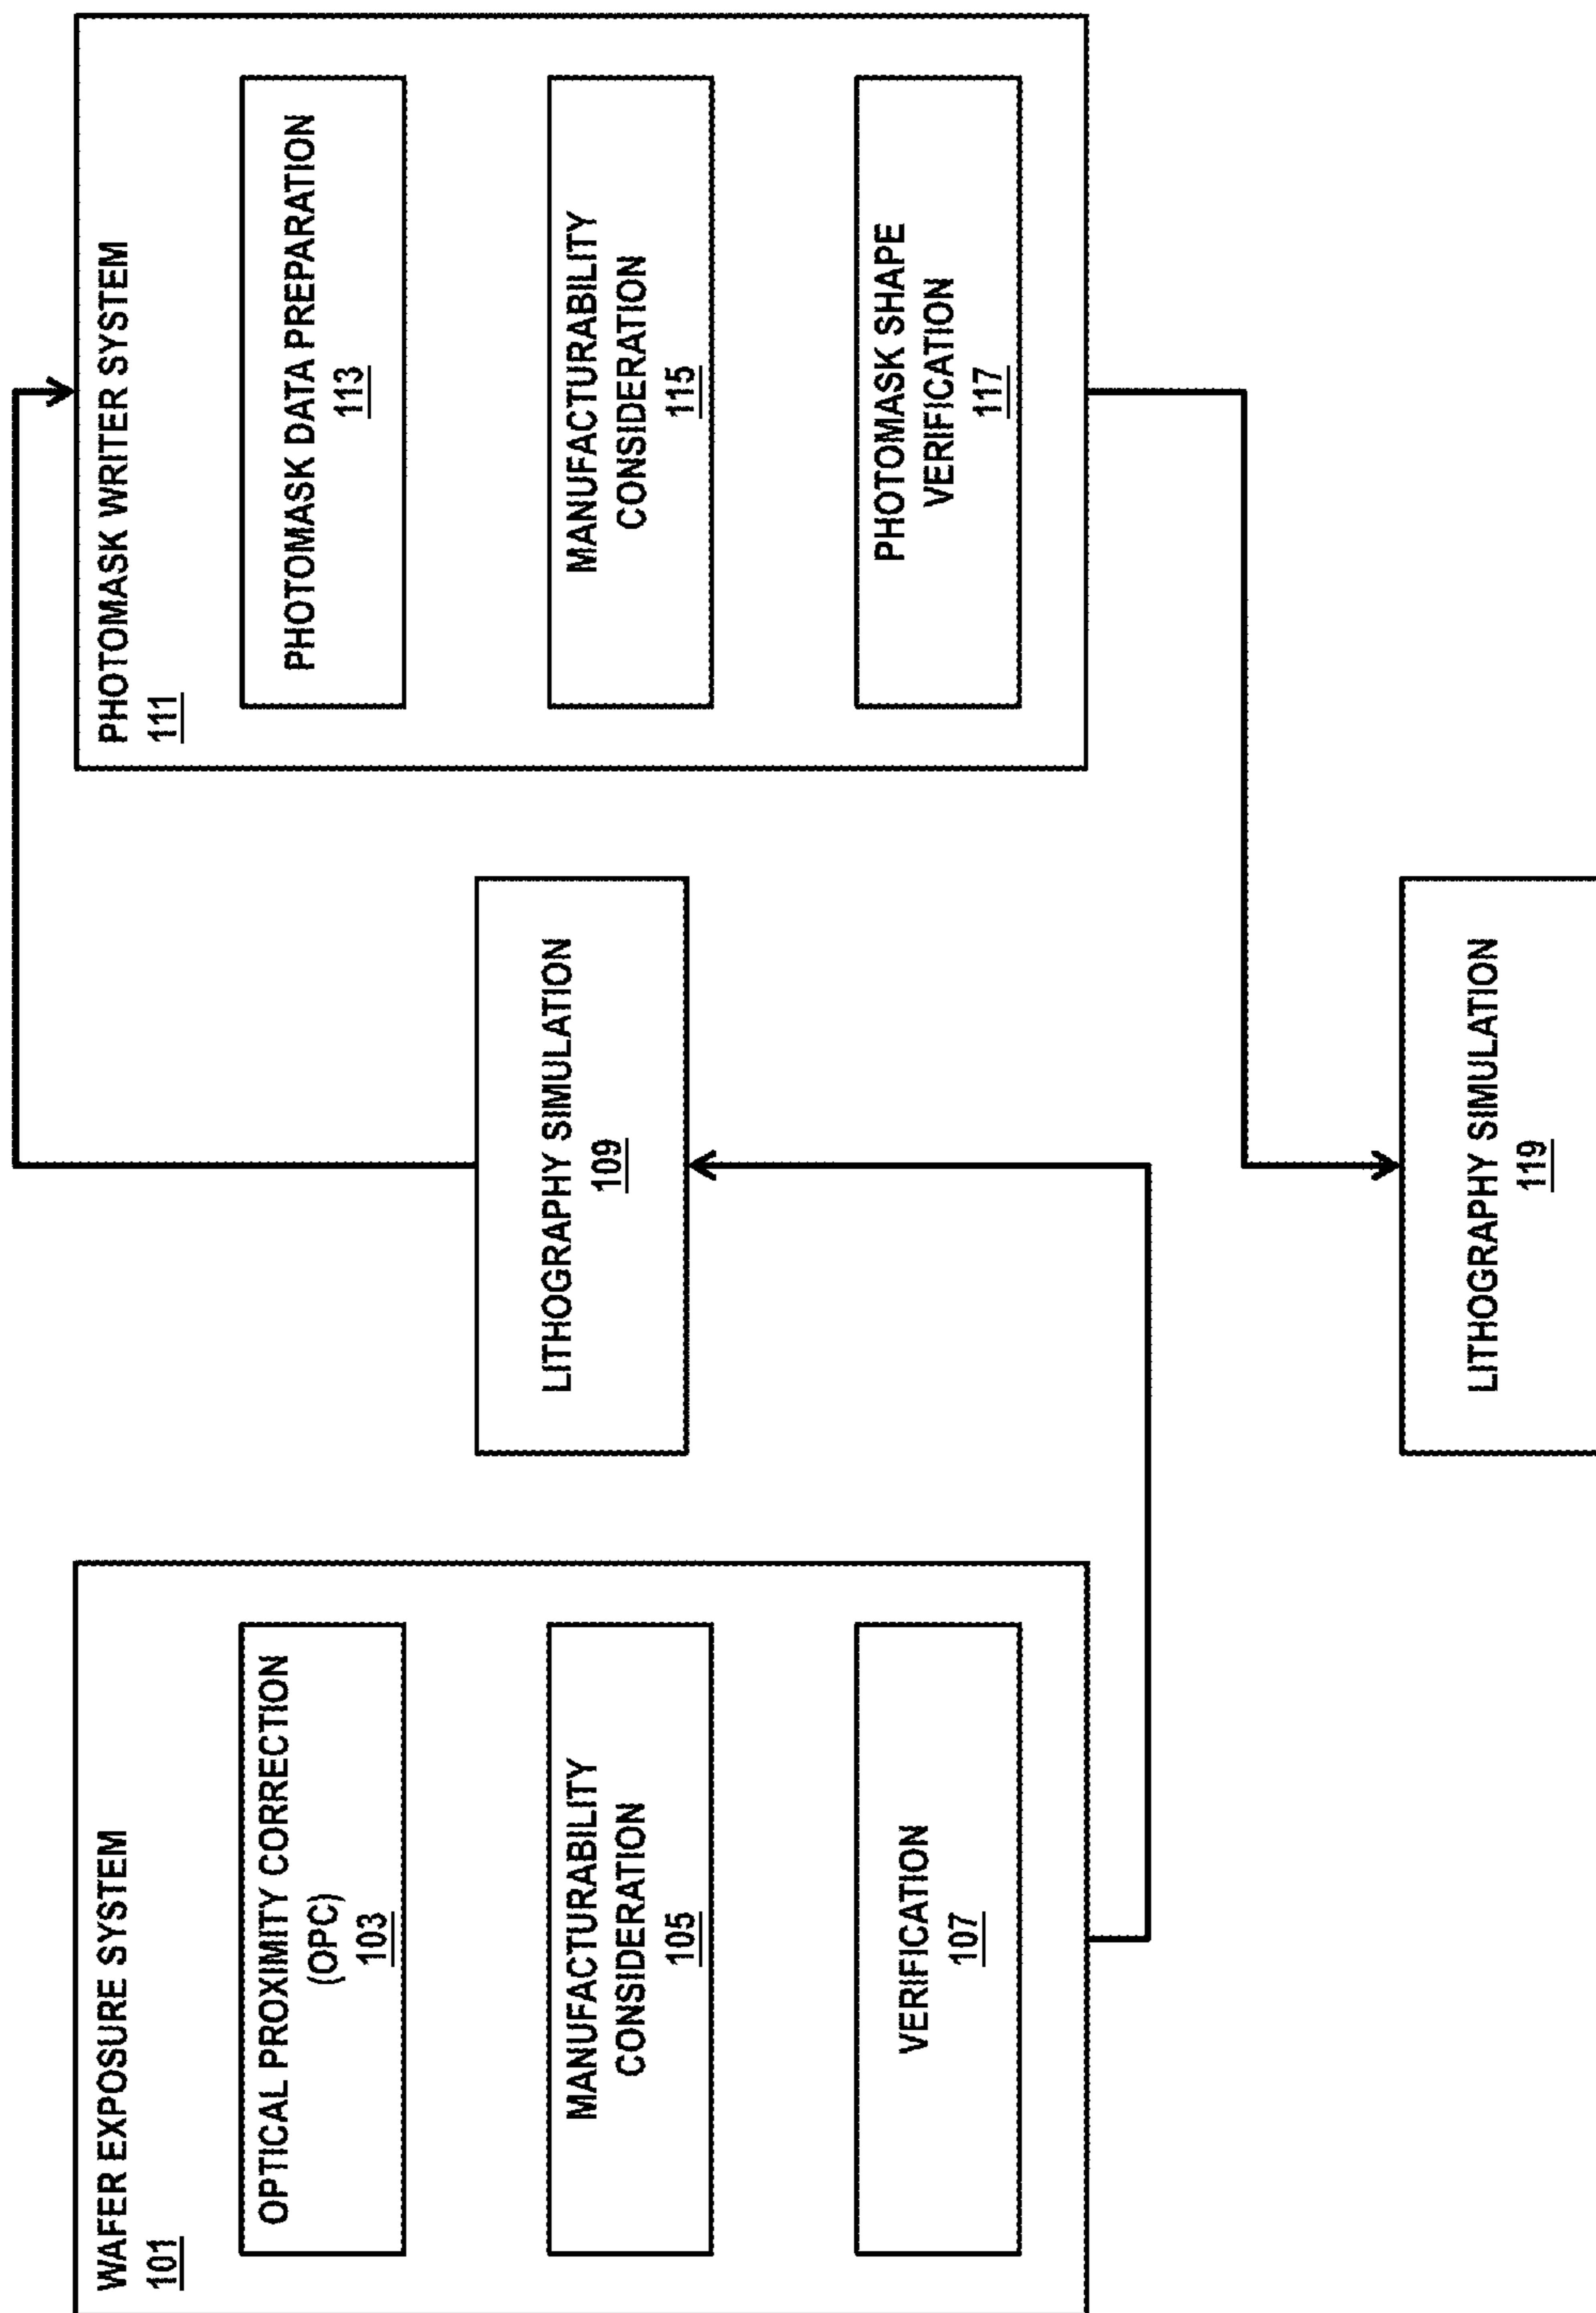 WAFER EXPOSURE SYSTEM
101
OPTICAL PROXIMITY CORRECTION
(OPC)
103
MANUFACTURABILITY
CONSIDERATION
105
VERIFICATION
107
LITHOGRAPHY SIMULATION
109
PHOTOMASK WRITER SYSTEM
111
PHOTOMASK DATA PREPARATION
113
MANUFACTURABILITY
CONSIDERATION
115
PHOTOMASK SHAPE
VERIFICATION
117
LITHOGRAPHY SIMULATION
119